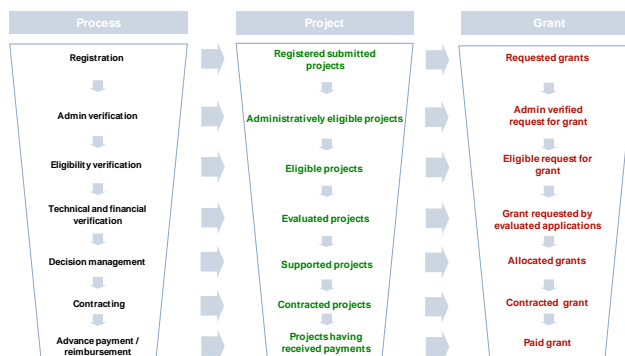 Process
Project
Grant
Registration
Registered submitted
projects
Requested grants
Admin verification
Administratively eligible projects
Admin verified
request for grant
Eligibility verification
Eligible projects
Eligible request for
grant
Technical and financial
verification
Evaluated projects
Grant requested by
evaluated applications
Decision management
Supported projects
Allocated grants
Contracting
Contracted projects
Contracted grant
Advance payment /
reimbursement
Projects having
received payments
Paid grant